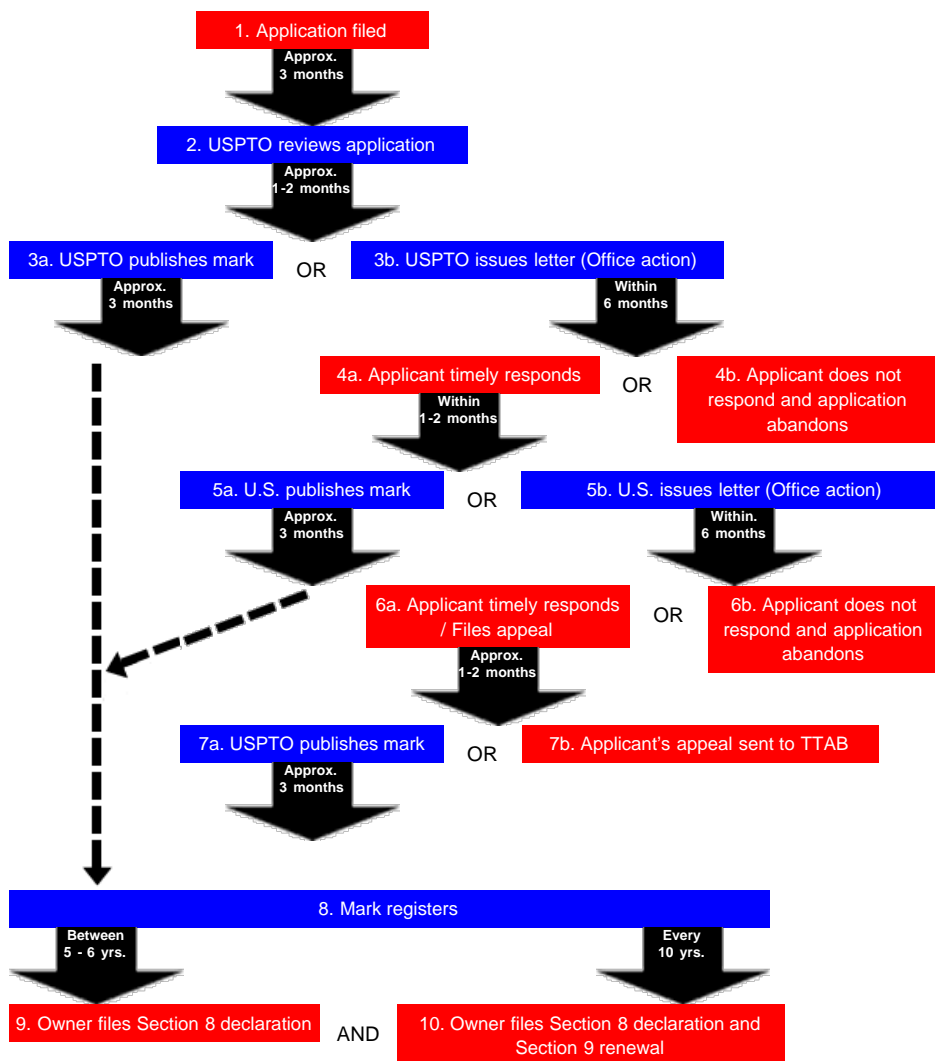 1. Application filed
Approx.
3 months
2. USPTO reviews application
Approx.
1-2 months
3a. USPTO publishes mark
OR
3b. USPTO issues letter (Office action)
Approx.
3 months
Within
6 months
4a. Applicant timely responds
OR
4b. Applicant does not
respond and application
abandons
Within
1-2 months
5a. U.S. publishes mark
OR
5b. U.S. issues letter (Office action)
Approx.
3 months
Within.
6 months
6a. Applicant timely responds
/ Files appeal
OR
6b. Applicant does not
respond and application
abandons
Approx.
1-2 months
7a. USPTO publishes mark
OR
7b. Applicant’s appeal sent to TTAB
Approx.
3 months
8. Mark registers
Between
5 - 6 yrs.
Every
10 yrs.
9. Owner files Section 8 declaration
AND
10. Owner files Section 8 declaration and
Section 9 renewal